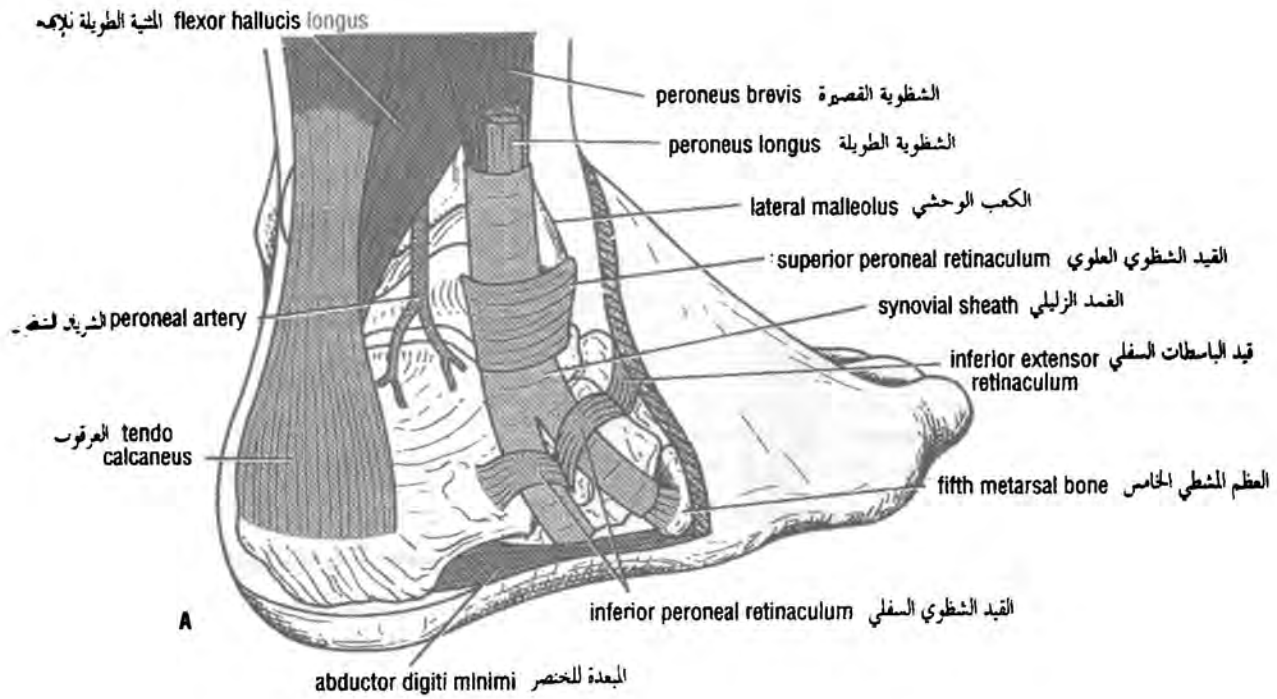 المثنية الطويلة للإبهـ flexor hallucis longus
peroneus brevis الشظوية القصيرة
peroneus longus الشظوية الطويلة
lateral malleolus الكعب الوحشي
superior peroneal retinaculum القيد الشظوي العلوي
synovial sheath الغمد الزليلي
الشريان peroneal artery
inferior extensor قيد الباسطات السفلي
retinaculum
العرقوب tendo
calcaneus
fifth metarsal bone العظم المشطي الخامس
inferior peroneal retinaculum القيد الشظوي السفلي
A
abductor digiti minimi المبعدة للخنصر